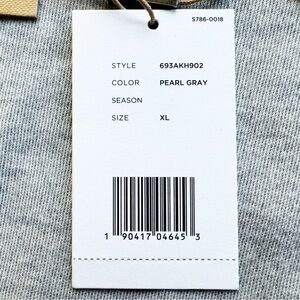 S786-0018
STYLE 693AKH902
COLOR PEARL GRAY
SEASON
SIZE XL
1 90417 04645 3